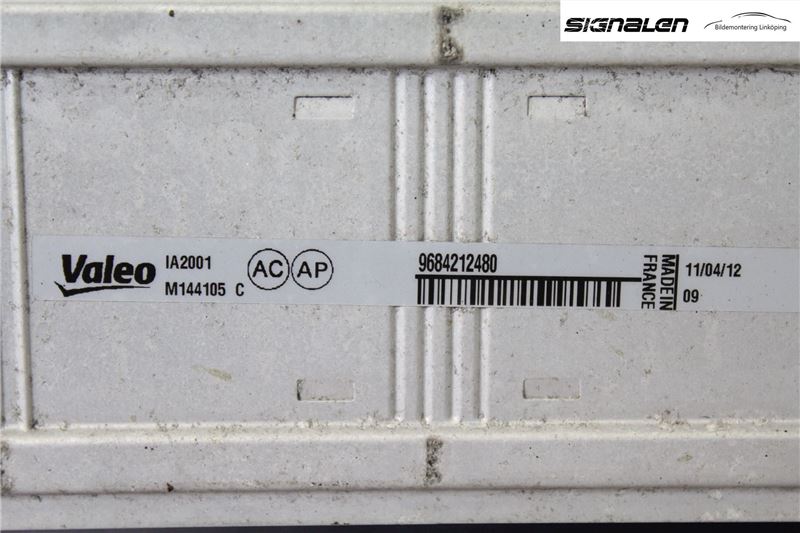 SIGNALEN
Bildemontering Linköping
Valeo
IA2001
M144105 C
AC
AP
9684212480
MADE IN
FRANCE
11/04/12
09